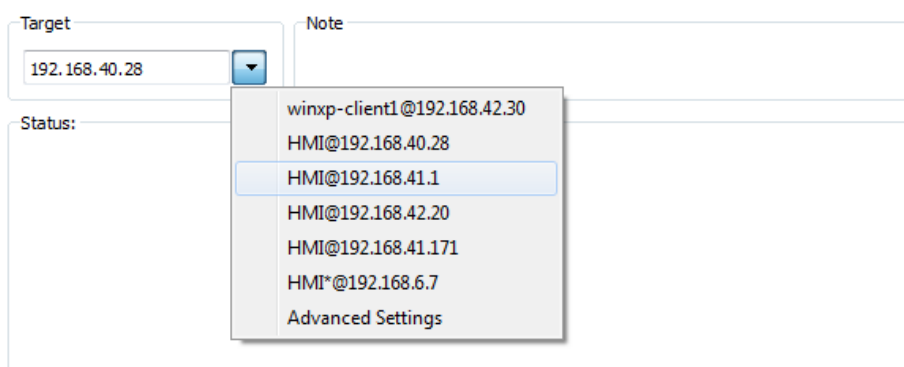 Target
Note
192.168.40.28
winxp-client1@192.168.42.30
Status:
HMI@192.168.40.28
HMI@192.168.41.1
HMI@192.168.42.20
HMI@192.168.41.171
HMI*@192.168.6.7
Advanced Settings